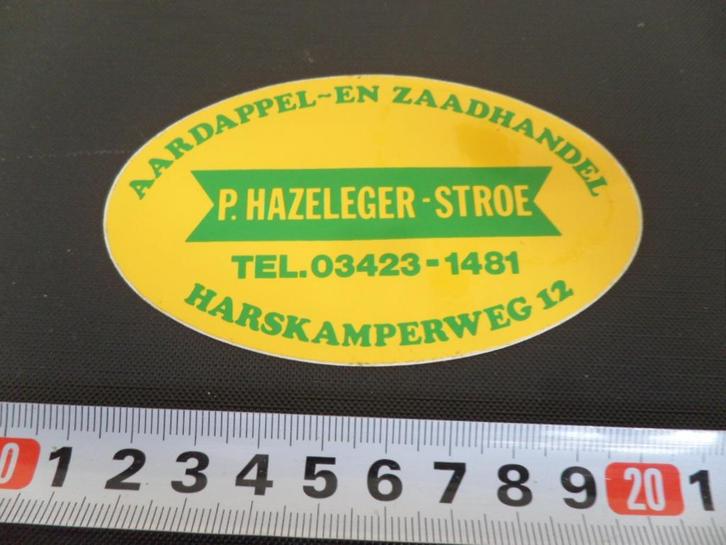 AARDAPPEL-EN ZAADHANDEL
P. HAZELEGER - STROE
TEL. 03423-1481
HARSKAMPERWEG 12
0 1 2 3 4 5 6 7 8 9 20 1